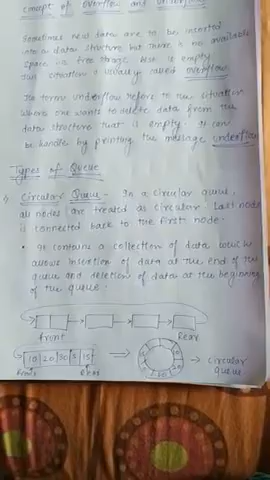 Concept of overflow and underflow
Sometimes new data are to be inserted
into a data structure but there is no available
space i.e. free storage list is empty.
This situation is usually called overflow.
The term underflow refers to the situation
where one wants to delete data from the
data structure that is empty. It can
be handle by printing the message underflow.
Types of Queue
Circular Queue - In a circular queue,
all nodes are treated as circular. Last node
is connected back to the first node.
• It contains a collection of data which
allows insertion of data at the end of the
queue and deletion of data at the beginning
of the queue.
front Rear
10 20 30 5 15
front Rear
circular
queue